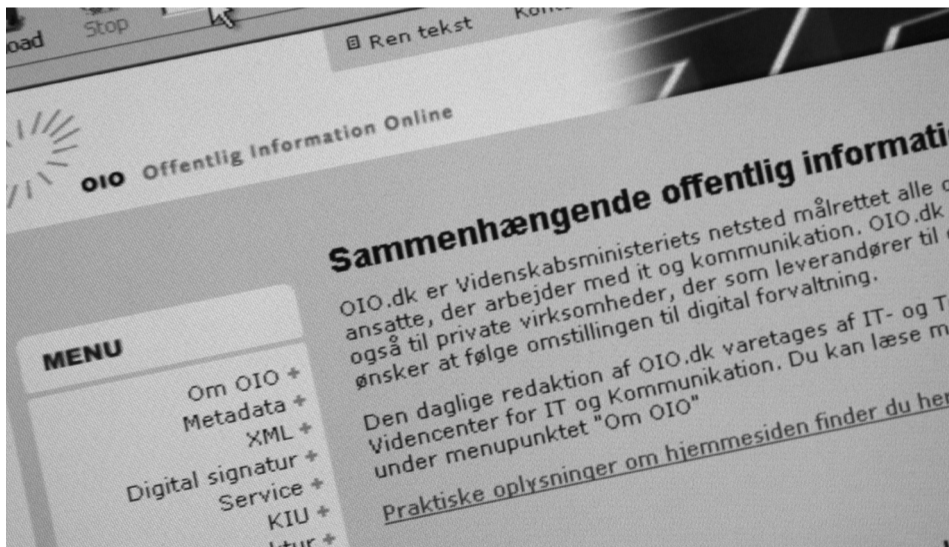 Stop
Ren tekst
OIO Offentlig Information Online
Sammenhængende offentlig
OIO.dk er Videnskabsministeriets netsted målrettet alle
ansatte, der arbejder med it og kommunikation. OIO.dk
også til private virksomheder, der som leverandører til
ønsker at følge omstillingen til digital forvaltning.
Den daglige redaktion af OIO.dk varetages af IT- og
Videncenter for IT og Kommunikation. Du kan læse
under menupunktet "Om OIO"
Praktiske oplysninger om hjemmesiden finder du her
MENU
Om OIO +
Metadata +
XML +
Digital signatur +
Service +
KIU +